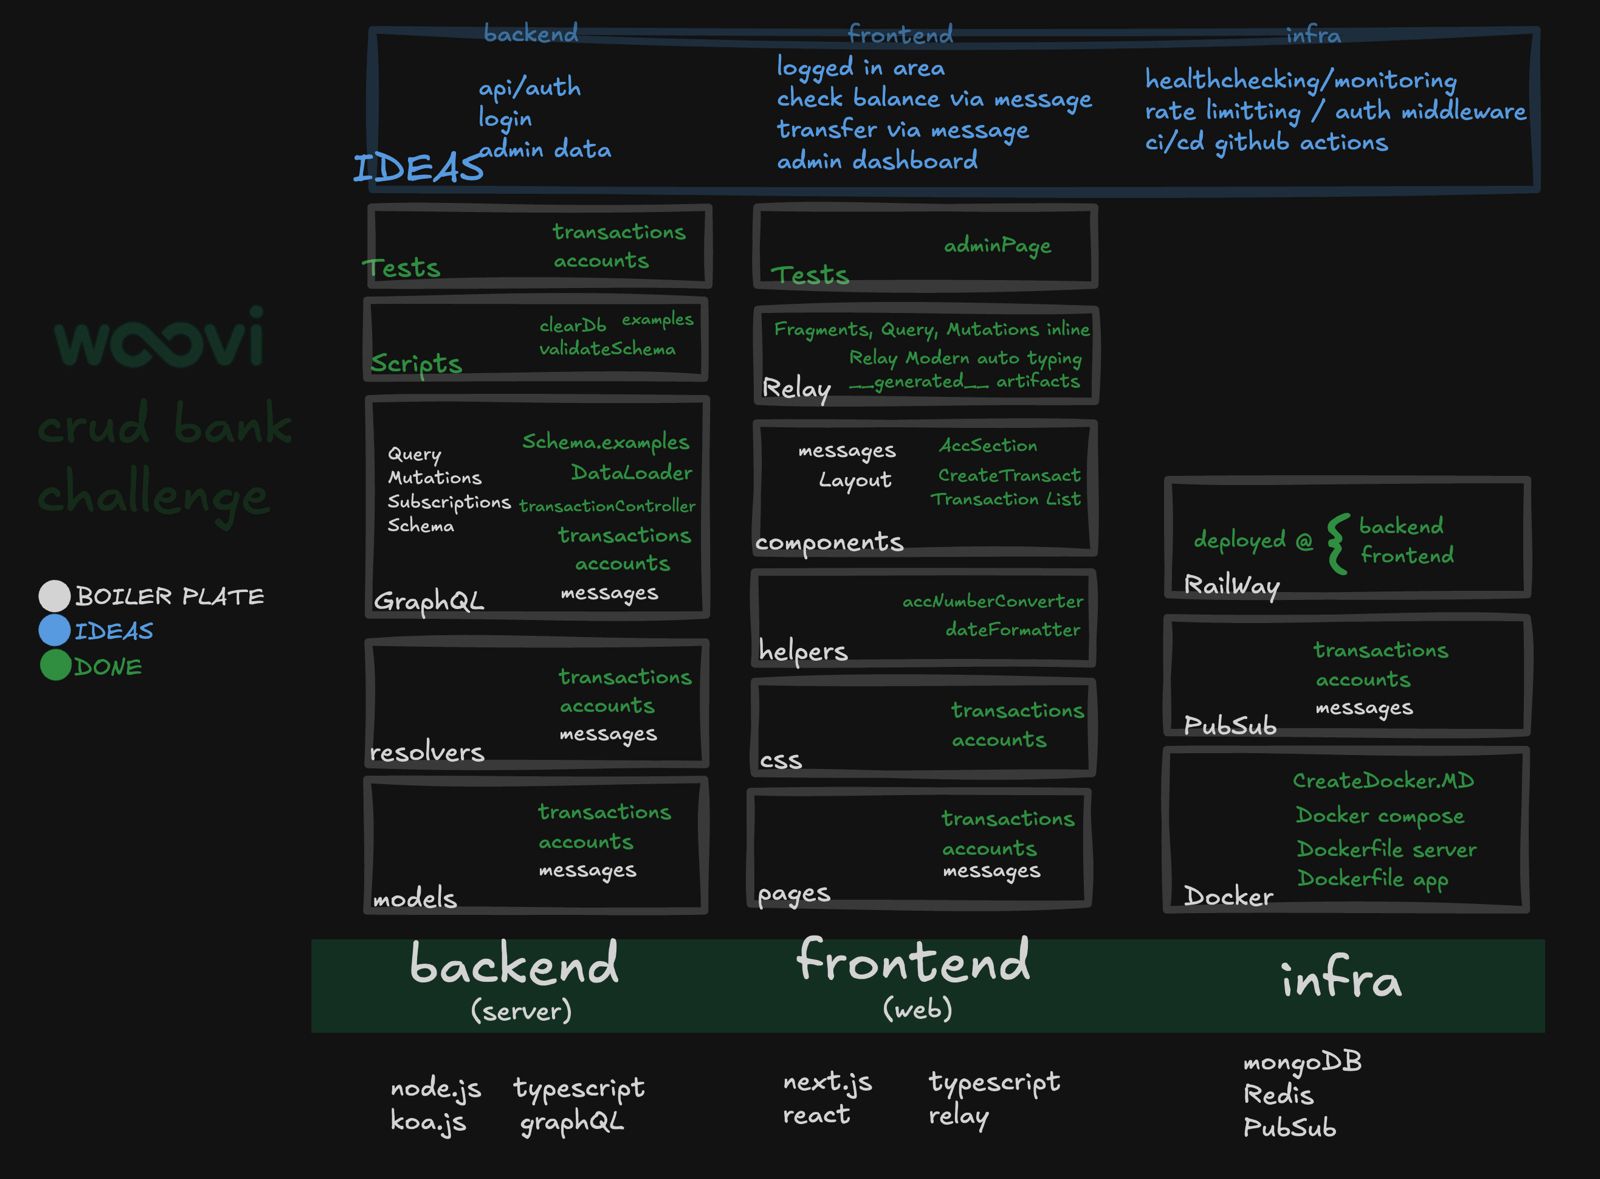 backend
api/auth
login
admin data
IDEAS
frontend
logged in area
check balance via message
transfer via message
admin dashboard
infra
healthchecking/monitoring
rate limitting / auth middleware
ci/cd github actions
woovi
crud bank
challenge
BOILER PLATE
IDEAS
DONE
transactions
accounts
Tests
clearDb examples
validateSchema
Scripts
Query
Mutations
Subscriptions
Schema
Schema.examples
DataLoader
transactionController
transactions
accounts
messages
GraphQL
transactions
accounts
messages
resolvers
transactions
accounts
messages
models
adminPage
Tests
Fragments, Query, Mutations inline
Relay Modern auto typing
__generated__ artifacts
Relay
messages
Layout
AccSection
CreateTransact
Transaction List
components
accNumberConverter
dateFormatter
helpers
transactions
accounts
css
transactions
accounts
messages
pages
deployed @ { backend
frontend
RailWay
transactions
accounts
messages
PubSub
CreateDocker.MD
Docker compose
Dockerfile server
Dockerfile app
Docker
backend
(server)
frontend
(web)
infra
node.js typescript
koa.js graphQL
next.js typescript
react relay
mongoDB
Redis
PubSub